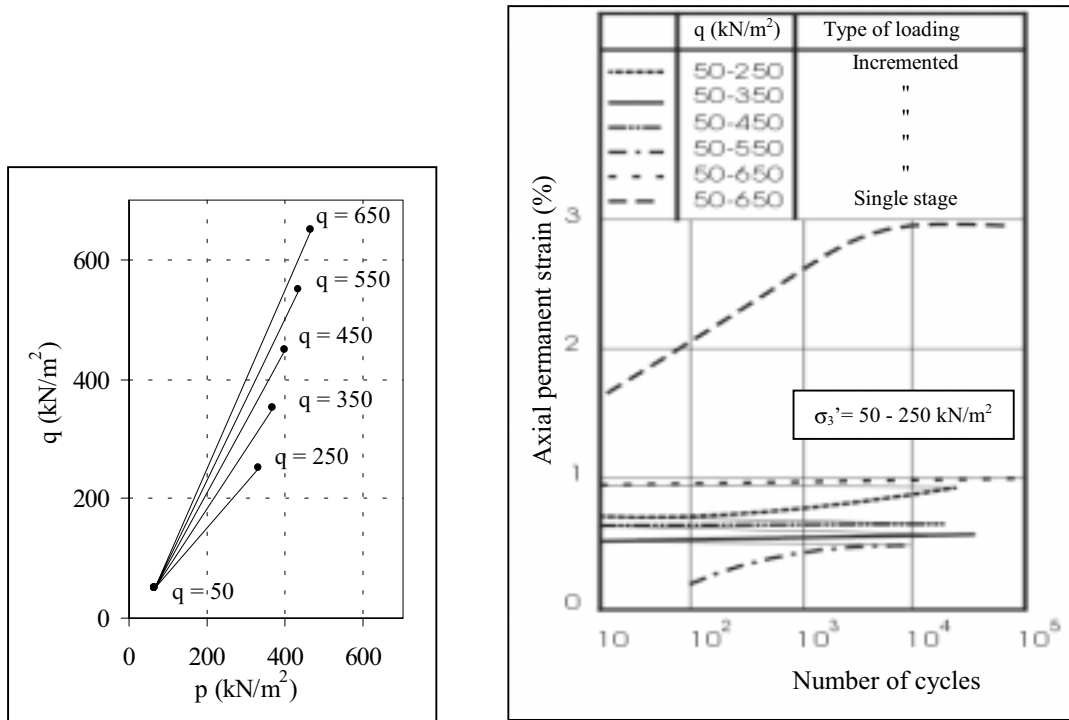 q = 650
600
q = 550
q = 450
400
q = 350
q = 250
200
q = 50
0
0 200 400 600
q (kN/m²)
p (kN/m²)
q (kN/m²) Type of loading
50-250 Incremented
50-350 "
50-450 "
50-550 "
50-650 "
50-650 Single stage
3
2
σ₃’= 50 - 250 kN/m²
1
0
10 10² 10³ 10⁴ 10⁵
Axial permanent strain (%)
Number of cycles